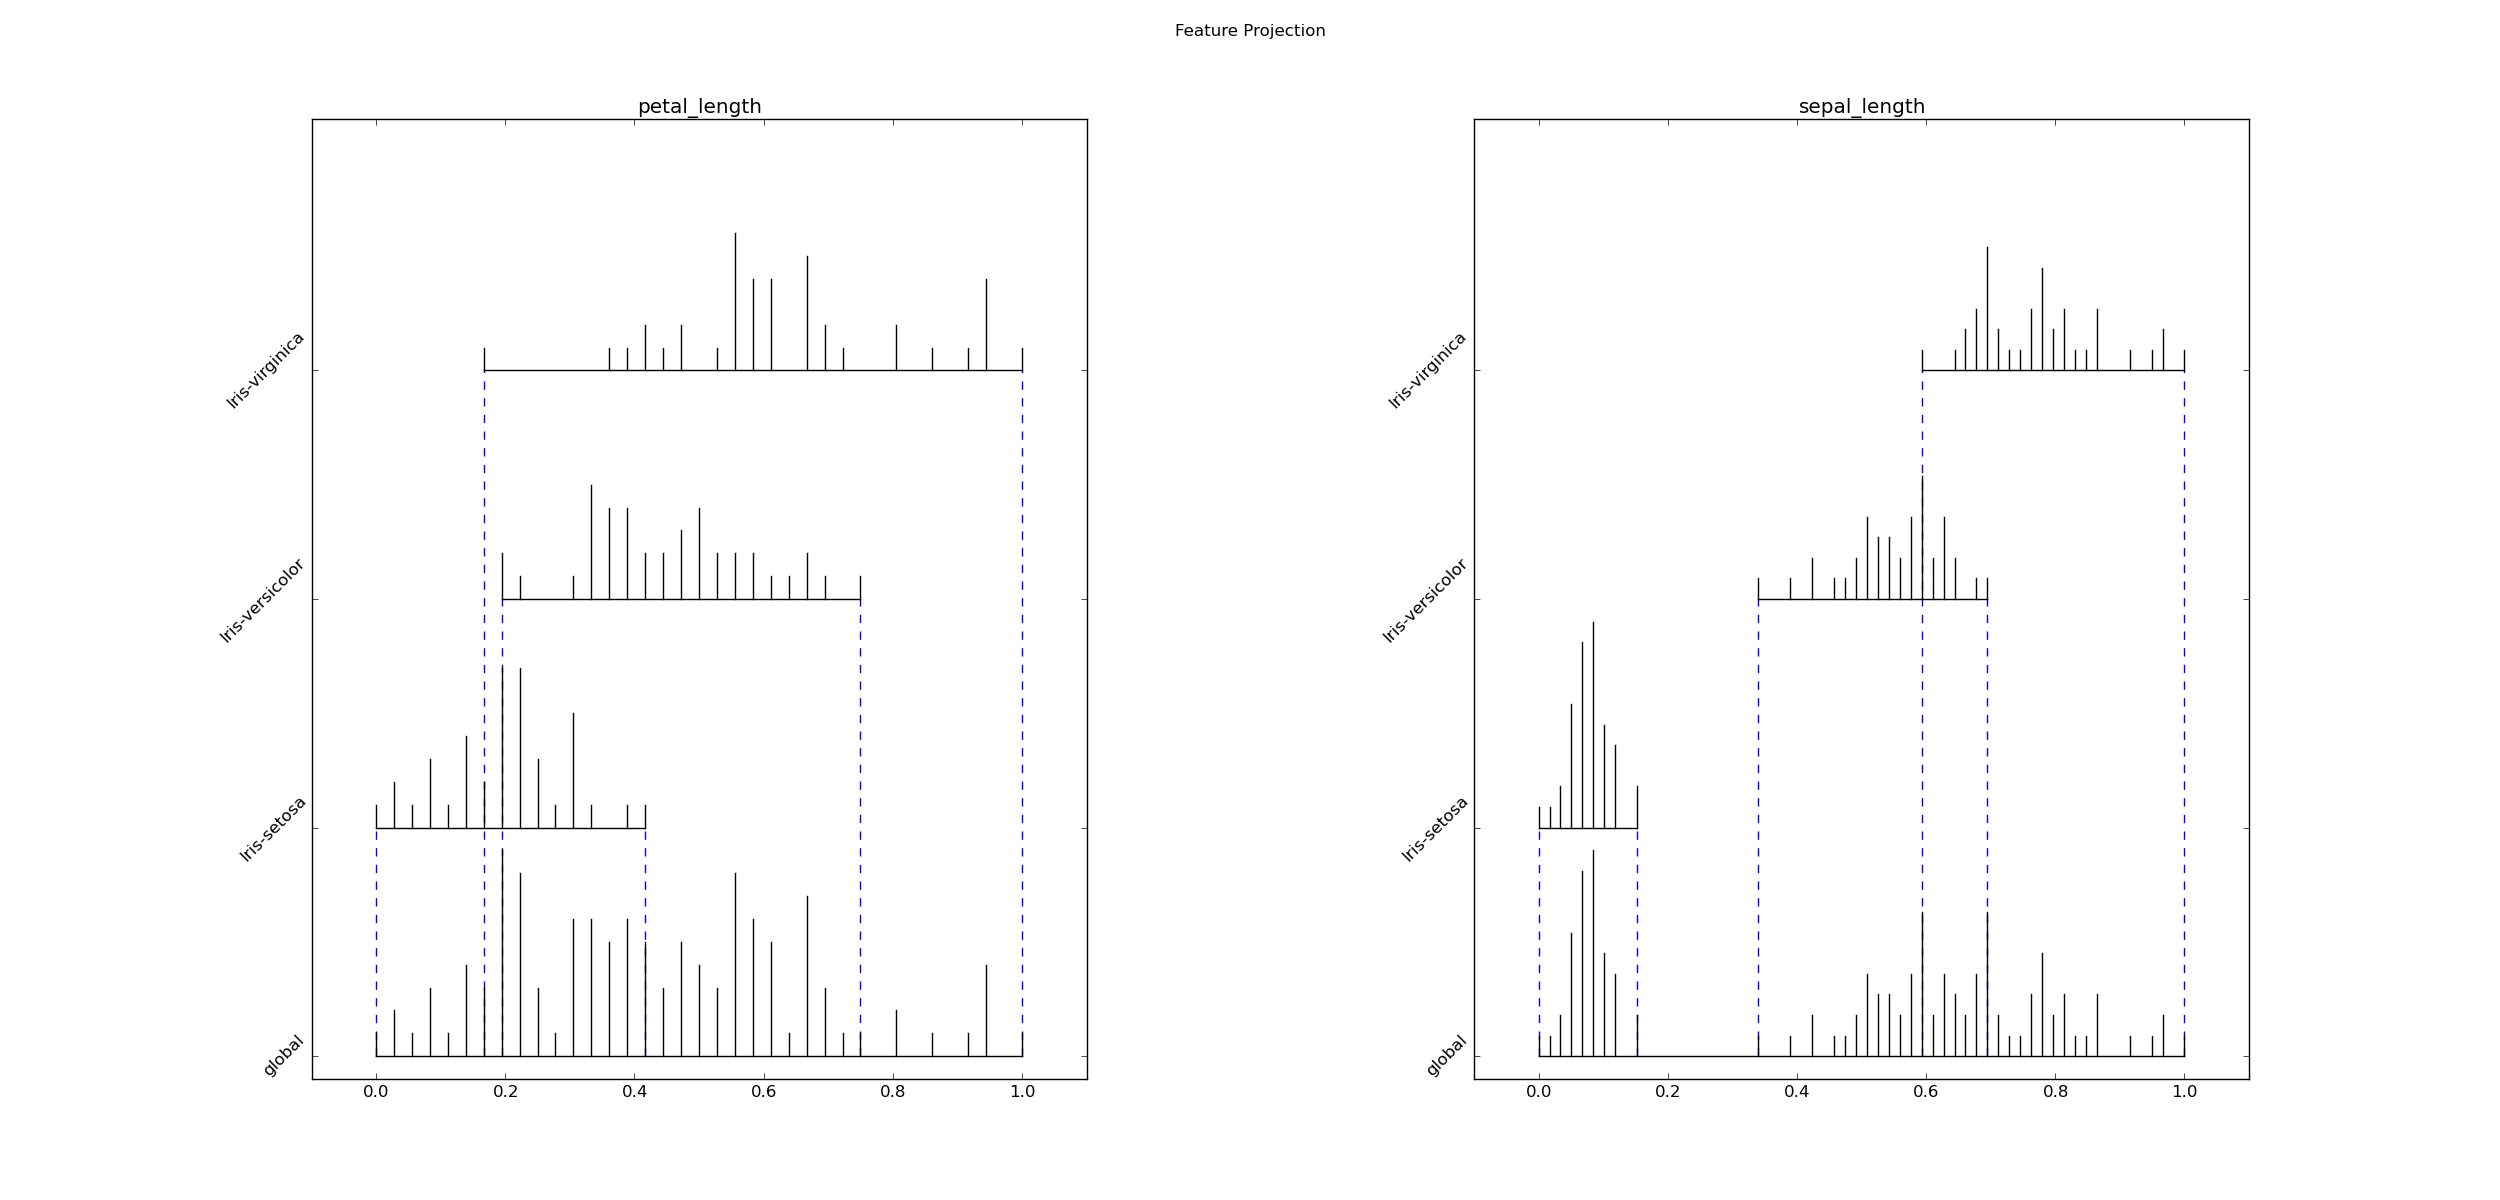 Feature Projection
petal_length
Iris-virginica
Iris-versicolor
Iris-setosa
global
0.0 0.2 0.4 0.6 0.8 1.0
sepal_length
Iris-virginica
Iris-versicolor
Iris-setosa
global
0.0 0.2 0.4 0.6 0.8 1.0